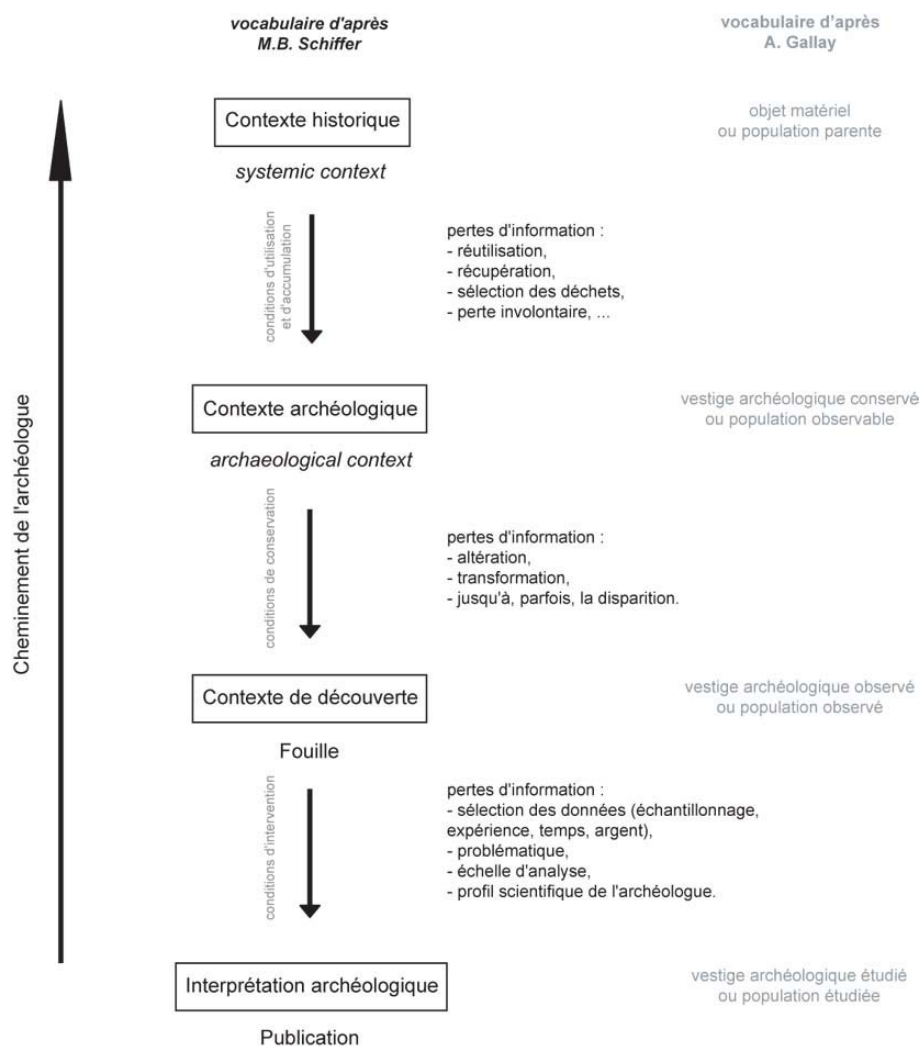 vocabulaire d'après
M.B. Schiffer
vocabulaire d'après
A. Gallay
Contexte historique
systemic context
objet matériel
ou population parente
conditions d'utilisation
et d'accumulation
pertes d'information :
- réutilisation,
- récupération,
- sélection des déchets,
- perte involontaire, ...
Cheminement de l'archéologue
Contexte archéologique
archaeological context
vestige archéologique conservé
ou population observable
conditions de conservation
pertes d'information :
- altération,
- transformation,
- jusqu'à, parfois, la disparition.
Contexte de découverte
Fouille
vestige archéologique observé
ou population observé
conditions d'intervention
pertes d'information :
- sélection des données (échantillonnage,
expérience, temps, argent),
- problématique,
- échelle d'analyse,
- profil scientifique de l'archéologue.
Interprétation archéologique
Publication
vestige archéologique étudié
ou population étudiée